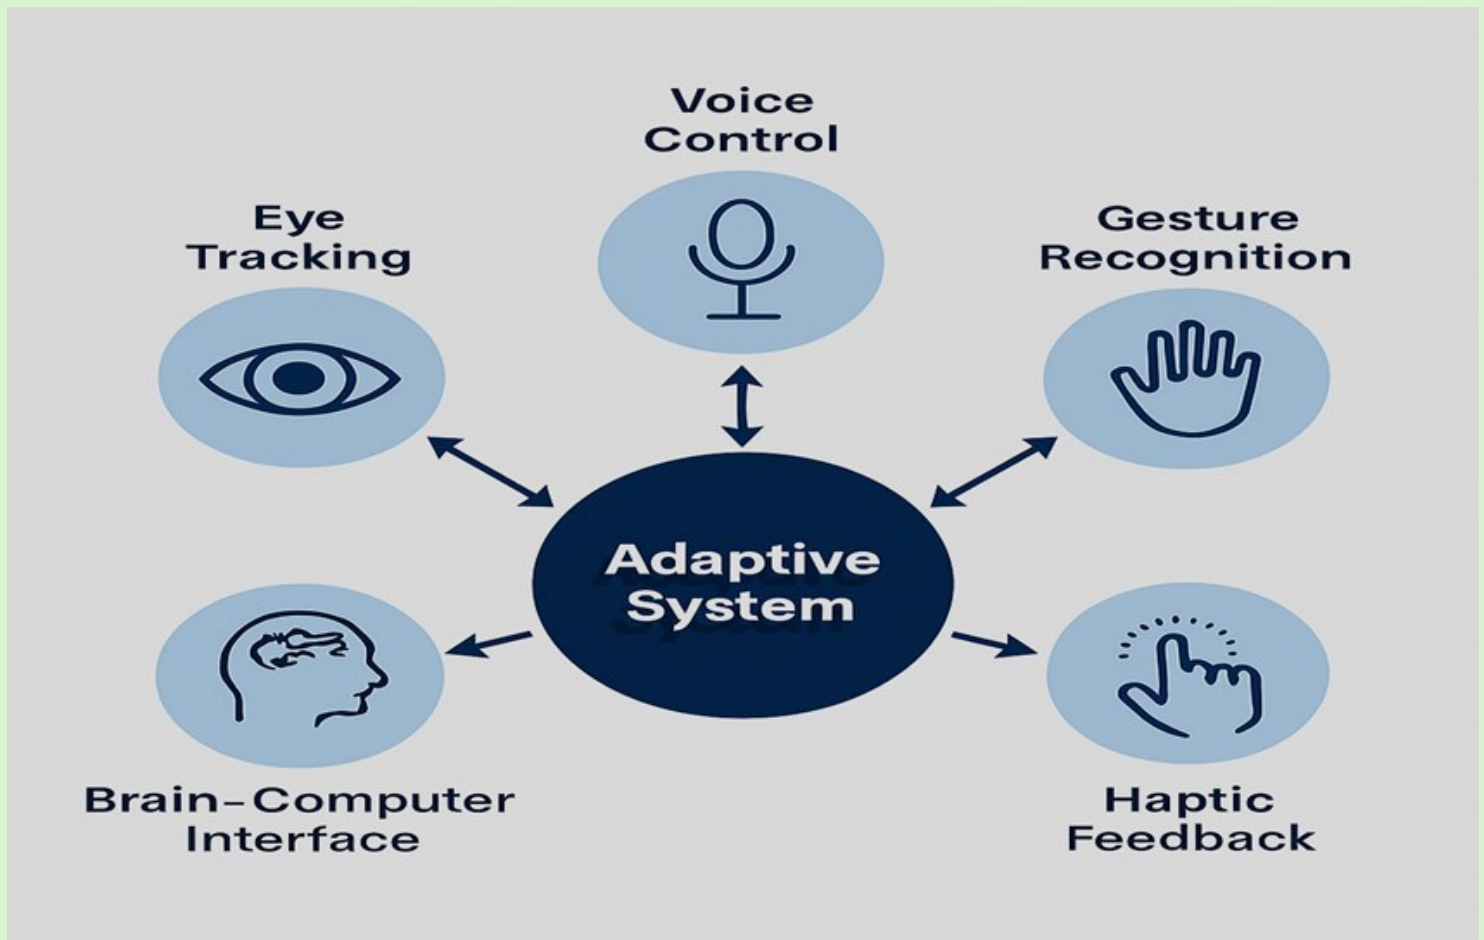 Voice
Control
Eye
Tracking
Gesture
Recognition
Adaptive
System
Brain–Computer
Interface
Haptic
Feedback